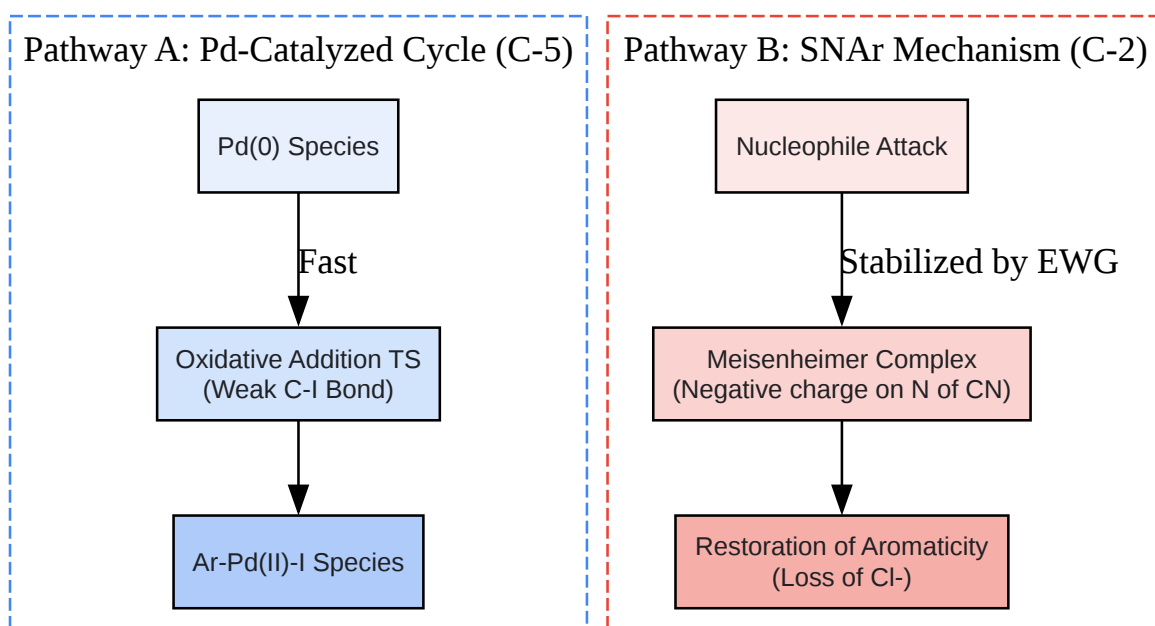 Pathway A: Pd-Catalyzed Cycle (C-5)
Pd(0) Species
Fast
Oxidative Addition TS
(Weak C-I Bond)
Ar-Pd(II)-I Species
Pathway B: SNAr Mechanism (C-2)
Nucleophile Attack
Stabilized by EWG
Meisenheimer Complex
(Negative charge on N of CN)
Restoration of Aromaticity
(Loss of Cl-)